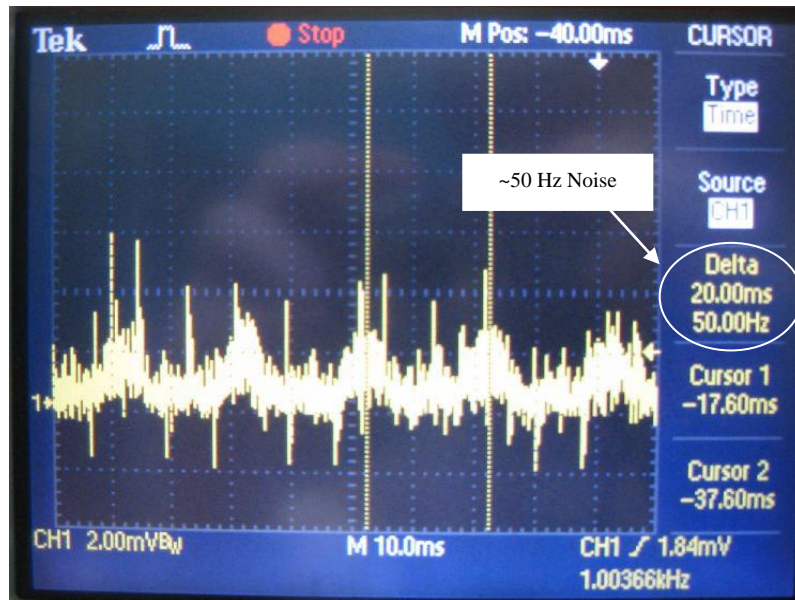 Tek Stop M Pos: -40.00ms CURSOR
Type
Time
~50 Hz Noise
Source
CH1
Delta
20.00ms
50.00Hz
Cursor 1
-17.60ms
1
Cursor 2
-37.60ms
CH1 2.00mVBW M 10.0ms CH1 1.84mV
1.00366kHz